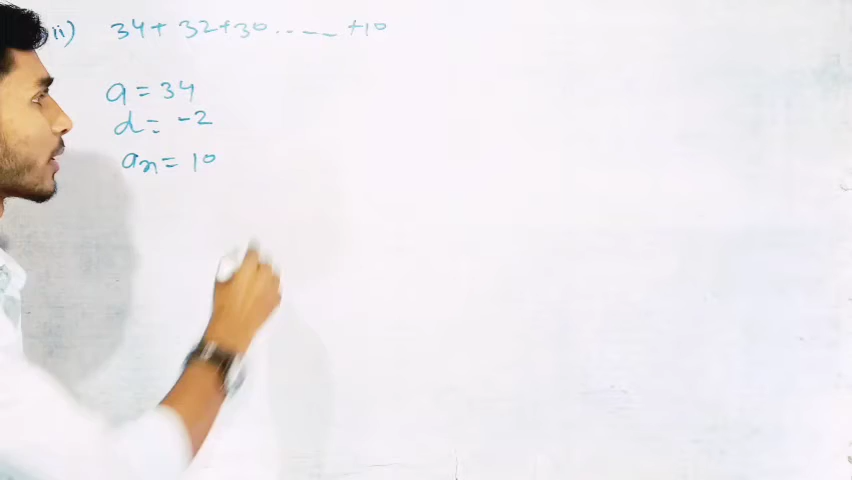 ii) 34 + 32 + 30 ...... + 10
a = 34
d = -2
an = 10